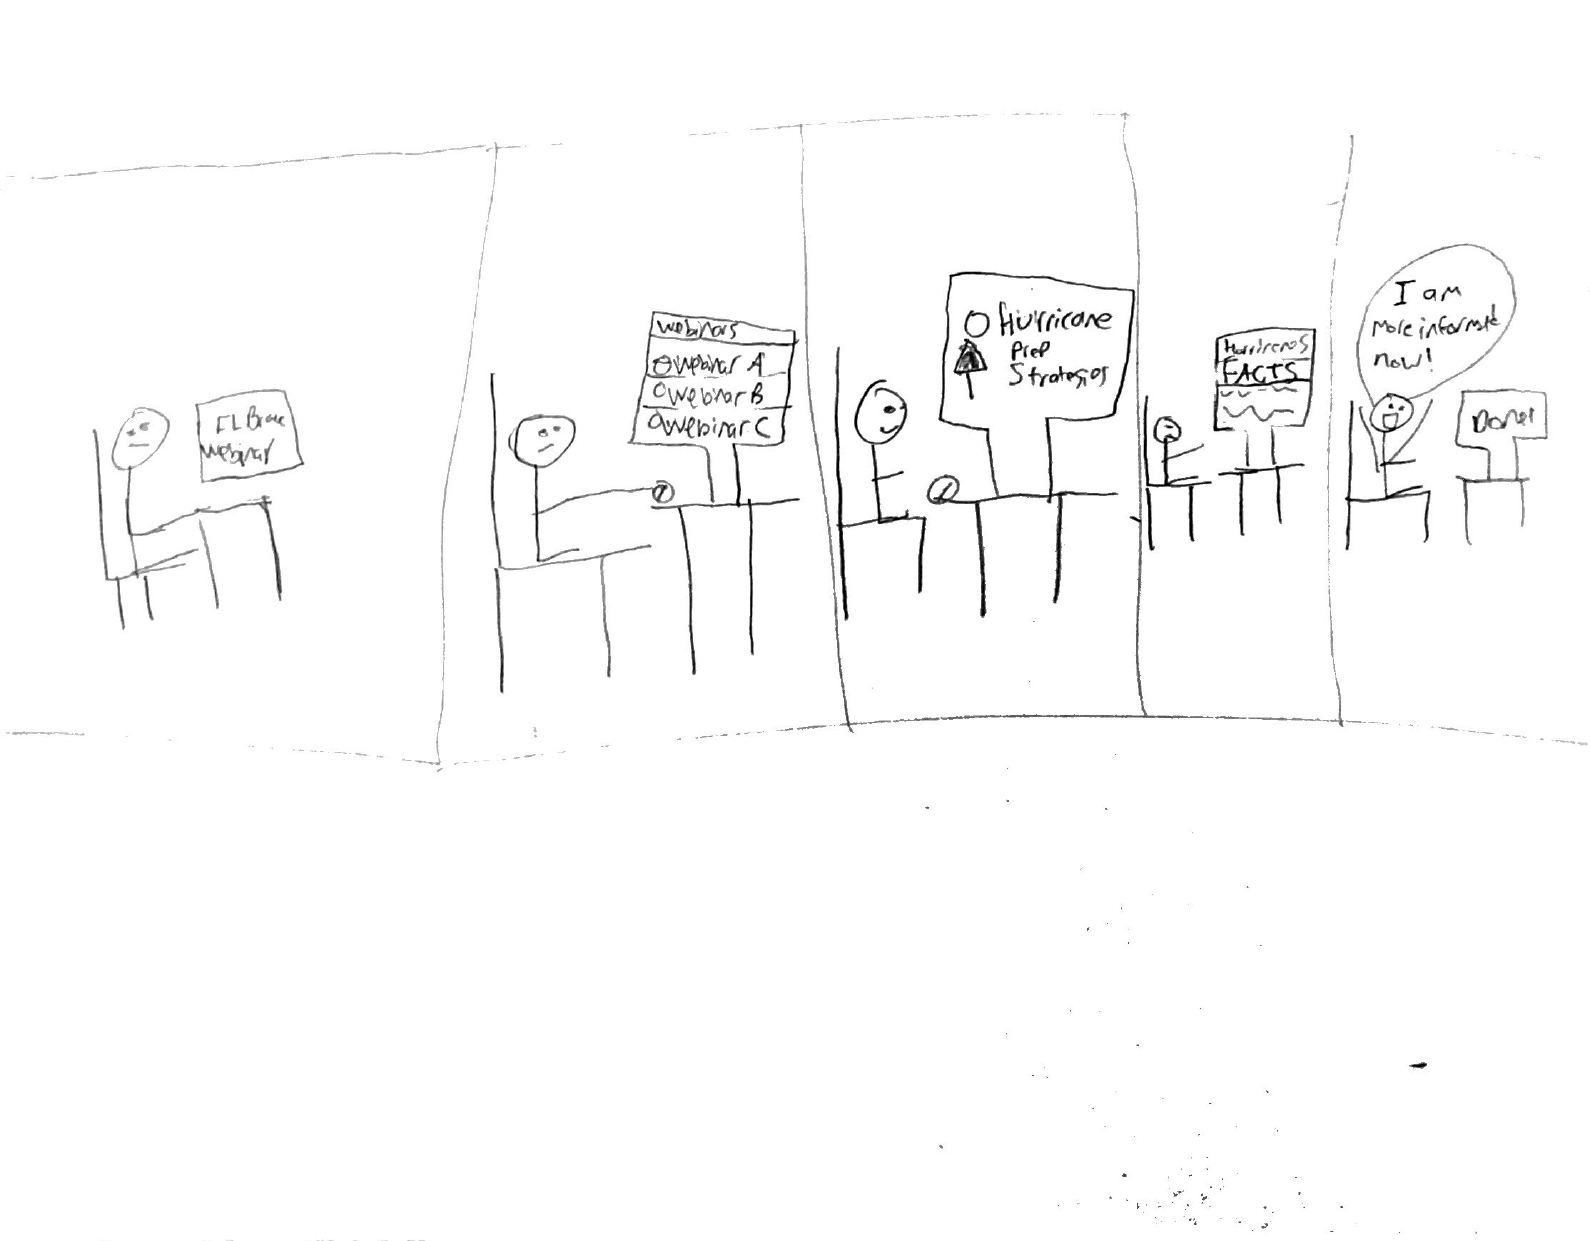 FL Brace
Webinar
Webinars
Webinar A
Webinar B
Webinar C
Hurricane
Prep
Strategies
Hurricanes
FACTS
I am
more informed
now!
Done!